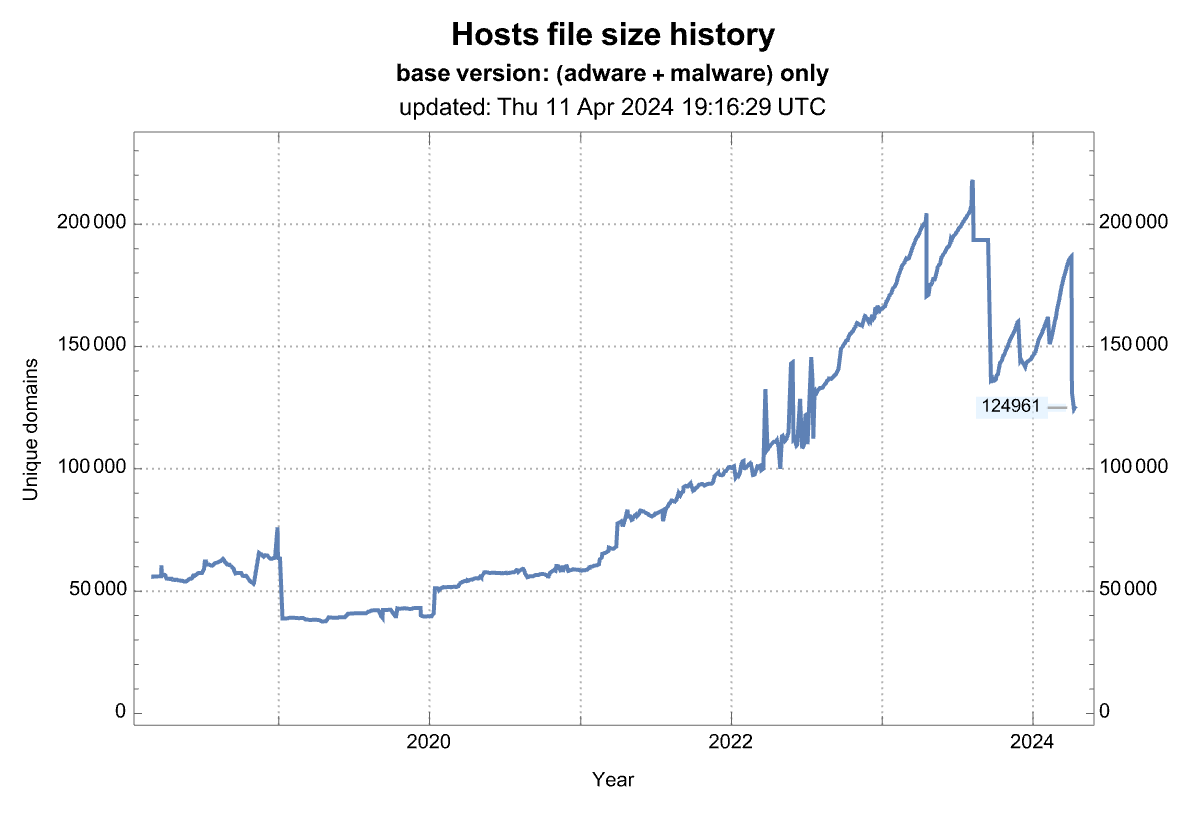 Hosts file size history
base version: (adware + malware) only
updated: Thu 11 Apr 2024 19:16:29 UTC
200 000
200 000
150 000
150 000
124961
100 000
100 000
50 000
50 000
0
0
Unique domains
2020
2022
2024
Year